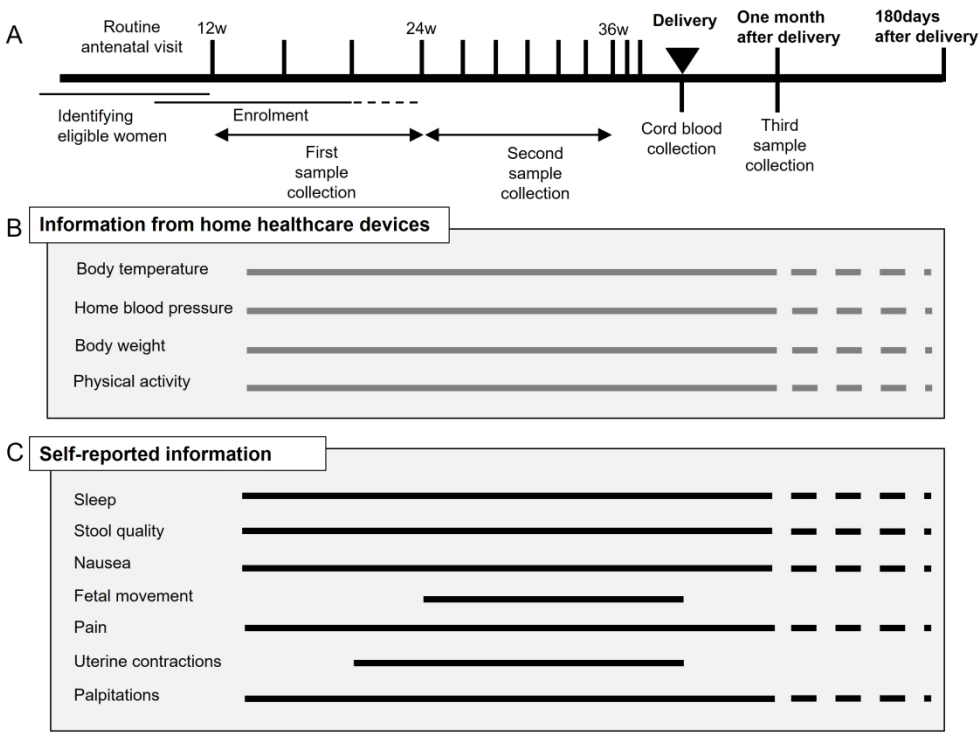 A
Routine
antenatal visit
12w
24w
36w
Delivery
One month
after delivery
180days
after delivery
Identifying
eligible women
Enrolment
First
sample
collection
Second
sample
collection
Cord blood
collection
Third
sample
collection
B
Information from home healthcare devices
Body temperature
Home blood pressure
Body weight
Physical activity
C
Self-reported information
Sleep
Stool quality
Nausea
Fetal movement
Pain
Uterine contractions
Palpitations